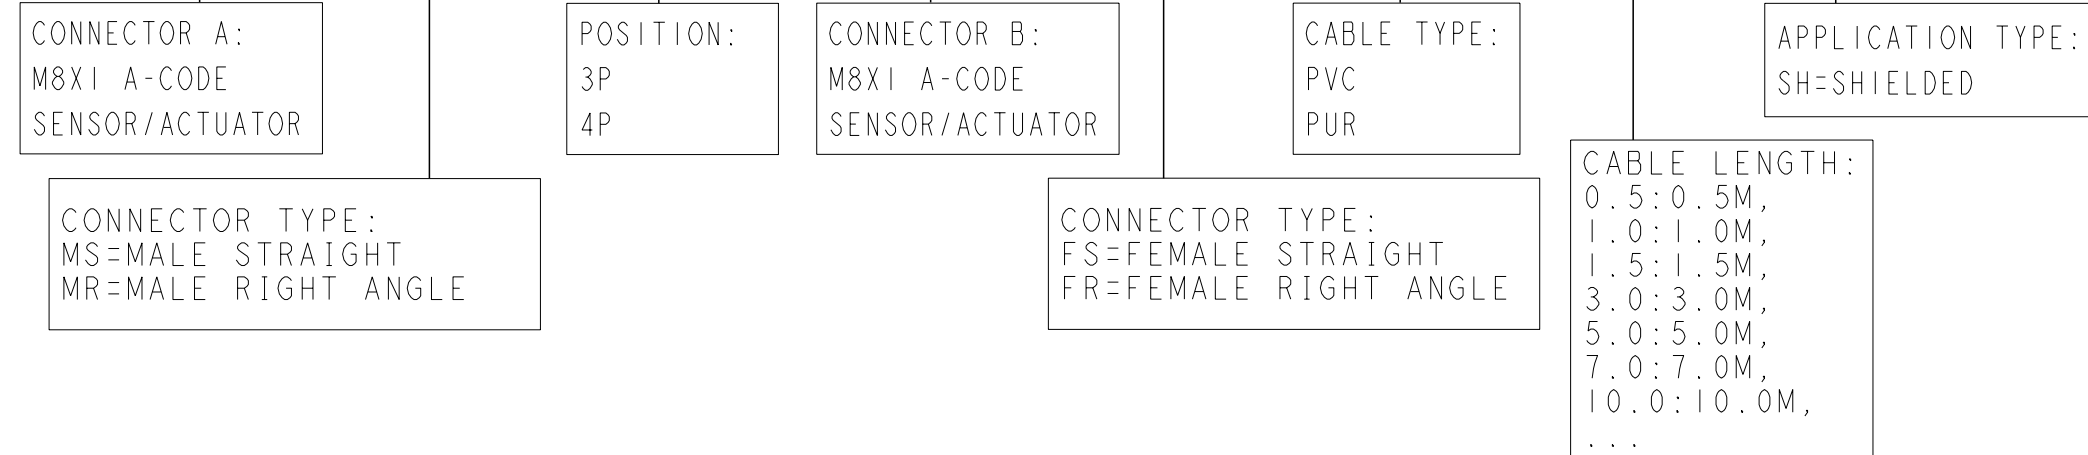 CONNECTOR A:
M8X1 A-CODE
SENSOR/ACTUATOR
CONNECTOR TYPE:
MS=MALE STRAIGHT
MR=MALE RIGHT ANGLE
POSITION:
3P
4P
CONNECTOR B:
M8X1 A-CODE
SENSOR/ACTUATOR
CONNECTOR TYPE:
FS=FEMALE STRAIGHT
FR=FEMALE RIGHT ANGLE
CABLE TYPE:
PVC
PUR
CABLE LENGTH:
0.5:0.5M,
1.0:1.0M,
1.5:1.5M,
3.0:3.0M,
5.0:5.0M,
7.0:7.0M,
10.0:10.0M,
...
APPLICATION TYPE:
SH=SHIELDED